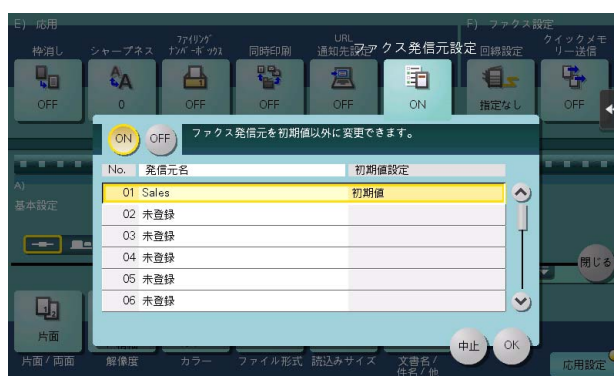 E) 応用
F) ファクス設定
枠消し
シャープネス
ファイリングナンバーボックス
同時印刷
URL通知先設定
ファクス発信元設定
回線設定
クイックメモリー送信
OFF
0
OFF
OFF
OFF
ON
指定なし
OFF
ON
OFF
ファクス発信元を初期値以外に変更できます。
No.
発信元名
初期値設定
01 Sales
初期値
02 未登録
03 未登録
04 未登録
05 未登録
06 未登録
A)
基本設定
閉じる
中止
OK
片面
片面/両面
解像度
カラー
ファイル形式
読込みサイズ
文書名/
件名/他
応用設定